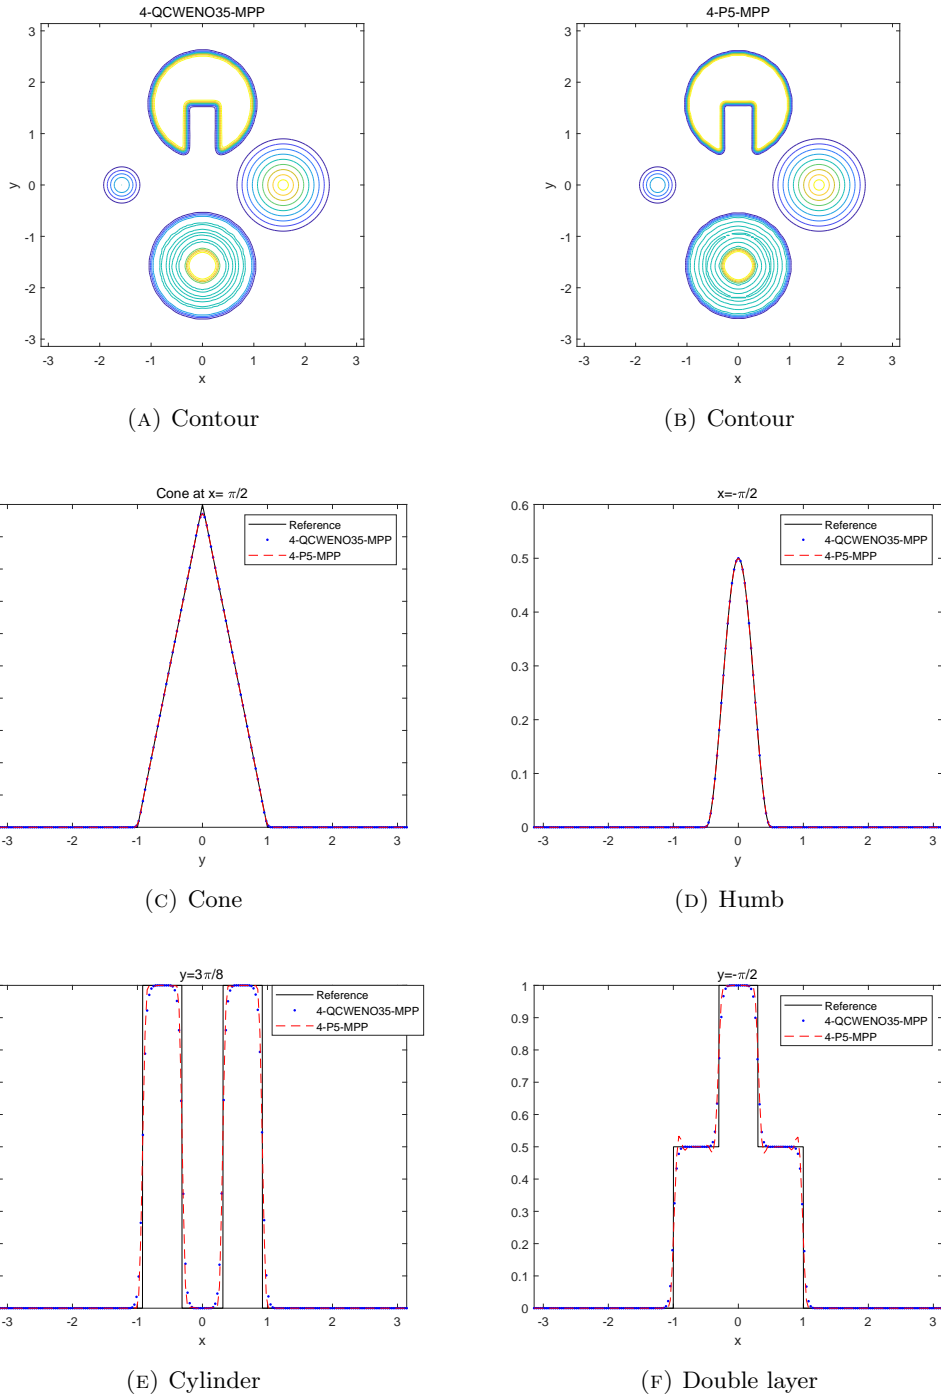 4-QCWENO35-MPP
3
2
1
0
-1
-2
-3
y
-3 -2 -1 0 1 2 3
x
(A) Contour
4-P5-MPP
3
2
1
0
-1
-2
-3
y
-3 -2 -1 0 1 2 3
x
(B) Contour
Cone at x= π/2
Reference
4-QCWENO35-MPP
4-P5-MPP
-3 -2 -1 0 1 2 3
y
(C) Cone
x=-π/2
0.6
0.5
0.4
0.3
0.2
0.1
0
Reference
4-QCWENO35-MPP
4-P5-MPP
-3 -2 -1 0 1 2 3
y
(D) Humb
y=3π/8
Reference
4-QCWENO35-MPP
4-P5-MPP
-3 -2 -1 0 1 2 3
x
(E) Cylinder
y=-π/2
1
0.9
0.8
0.7
0.6
0.5
0.4
0.3
0.2
0.1
0
Reference
4-QCWENO35-MPP
4-P5-MPP
-3 -2 -1 0 1 2 3
x
(F) Double layer